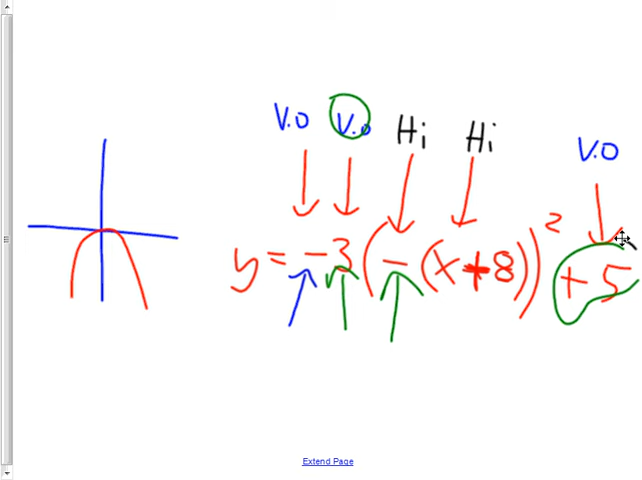 V.O V.O Hi Hi V.O
y = -3(-(x+8))² + 5
Extend Page